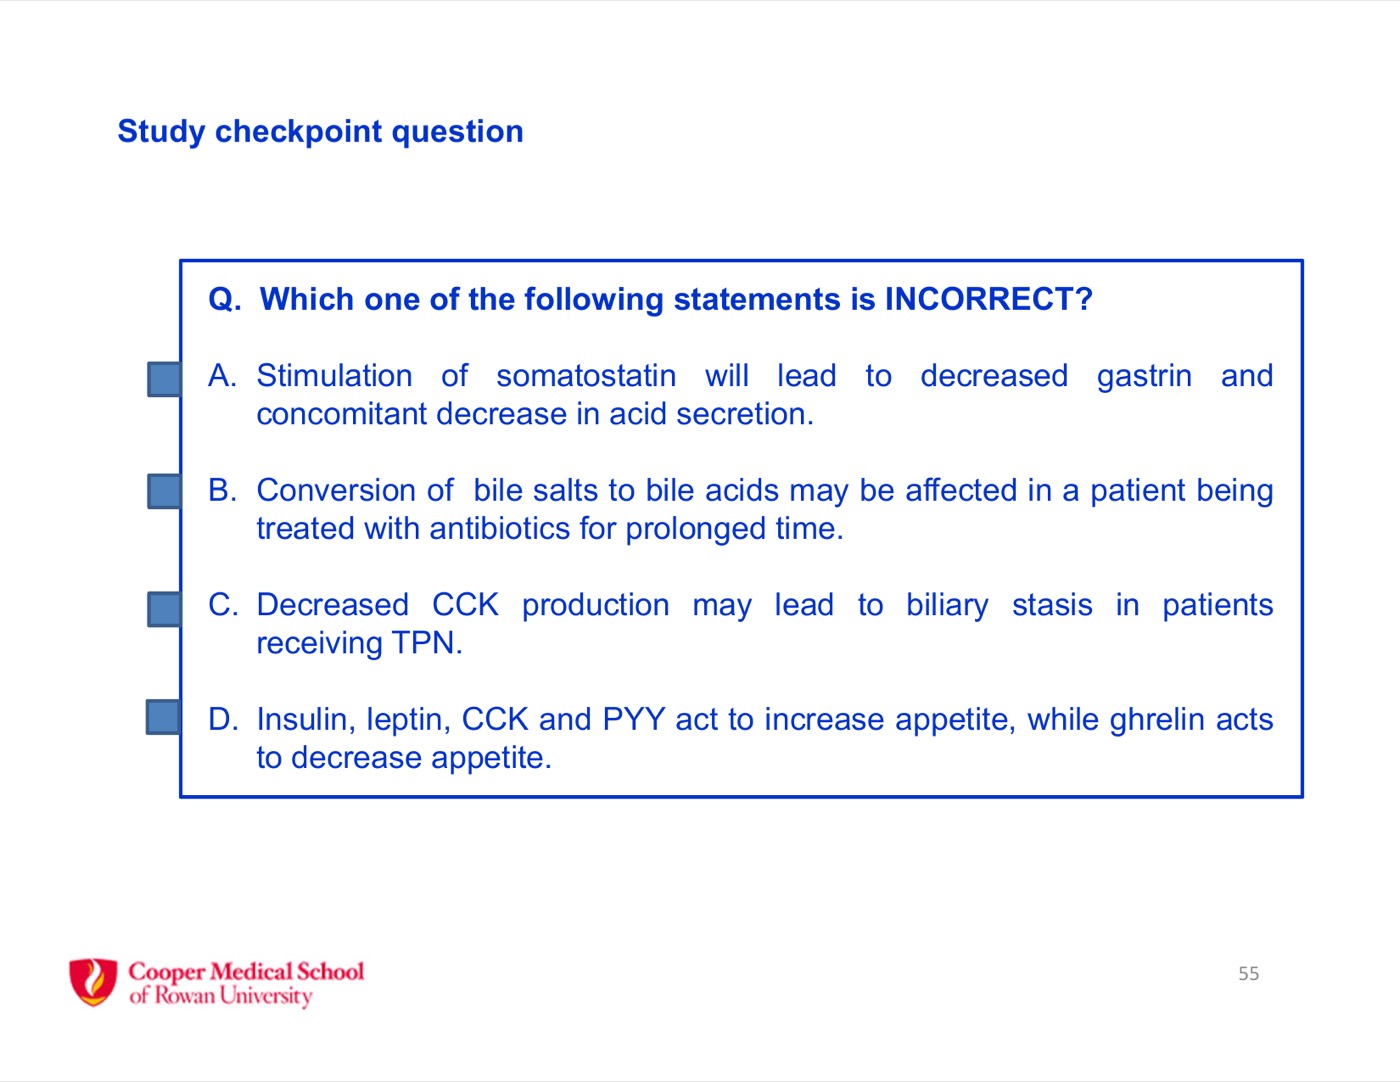 Study checkpoint question
Q. Which one of the following statements is INCORRECT?
A. Stimulation of somatostatin will lead to decreased gastrin and
concomitant decrease in acid secretion.
B. Conversion of bile salts to bile acids may be affected in a patient being
treated with antibiotics for prolonged time.
C. Decreased CCK production may lead to biliary stasis in patients
receiving TPN.
D. Insulin, leptin, CCK and PYY act to increase appetite, while ghrelin acts
to decrease appetite.
Cooper Medical School
of Rowan University
55